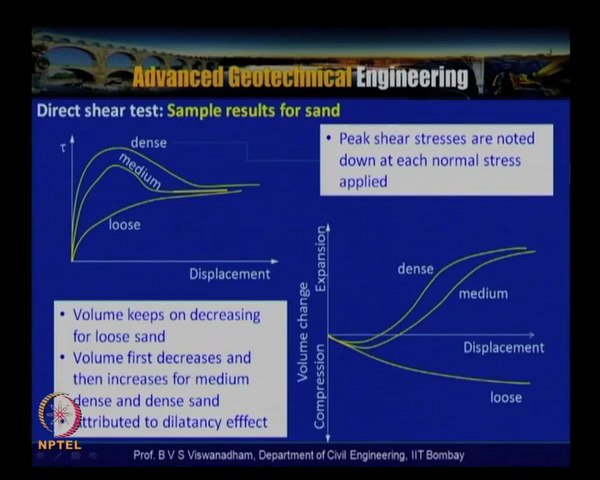 Advanced Geotechnical Engineering
Direct shear test: Sample results for sand
τ
dense
medium
loose
Displacement
• Peak shear stresses are noted
down at each normal stress
applied
Volume change
Compression Expansion
dense
medium
Displacement
loose
• Volume keeps on decreasing
for loose sand
• Volume first decreases and
then increases for medium
dense and dense sand
• Attributed to dilatancy efffect
NPTEL
Prof. B V S Viswanadham, Department of Civil Engineering, IIT Bombay